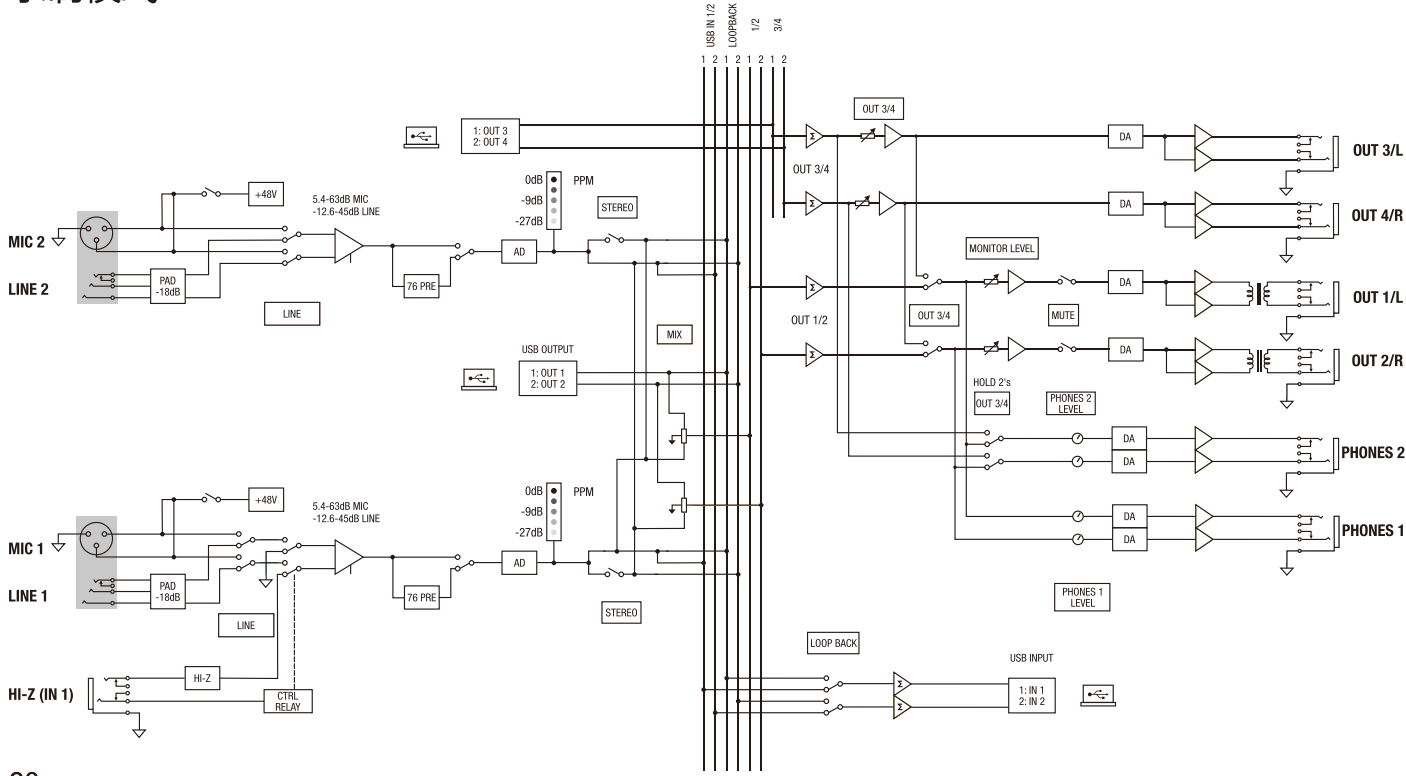 USB IN 1/2
LOOPBACK
1/2
3/4
1 2 1 2 1 2 1 2
1: OUT 3
2: OUT 4
OUT 3/4
Σ
DA
OUT 3/L
OUT 3/4
Σ
DA
OUT 4/R
0dB
-9dB
-27dB
PPM
STEREO
+48V
5.4-63dB MIC
-12.6-45dB LINE
MIC 2
LINE 2
PAD
-18dB
76 PRE
AD
LINE
MONITOR LEVEL
Σ
OUT 1/2
OUT 3/4
MUTE
DA
OUT 1/L
MIX
Σ
DA
OUT 2/R
USB OUTPUT
1: OUT 1
2: OUT 2
HOLD 2's
OUT 3/4
PHONES 2
LEVEL
DA
DA
PHONES 2
0dB
-9dB
-27dB
PPM
+48V
5.4-63dB MIC
-12.6-45dB LINE
MIC 1
LINE 1
PAD
-18dB
76 PRE
AD
STEREO
LINE
DA
DA
PHONES 1
PHONES 1
LEVEL
LOOP BACK
USB INPUT
Σ
Σ
1: IN 1
2: IN 2
HI-Z (IN 1)
HI-Z
CTRL
RELAY